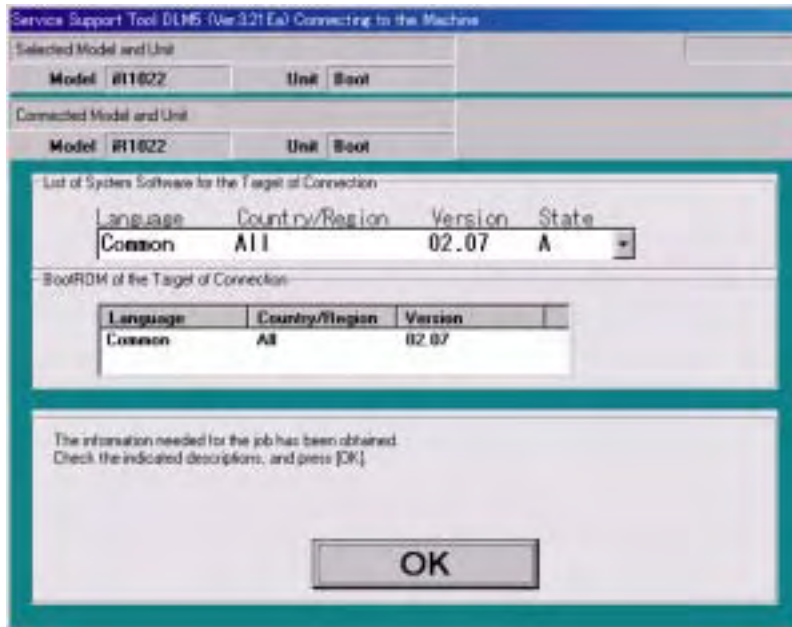 Service Support Tool DLM5 (Ver.3.21Ea) Connecting to the Machine
Selected Model and Unit
Model iR1022 Unit Boot
Connected Model and Unit
Model iR1022 Unit Boot
List of System Software for the Target of Connection
Language Country/Region Version State
Common All 02.07 A
BootROM of the Target of Connection
Language Country/Region Version
Common All 02.07
The information needed for the job has been obtained.
Check the indicated descriptions, and press [OK].
OK